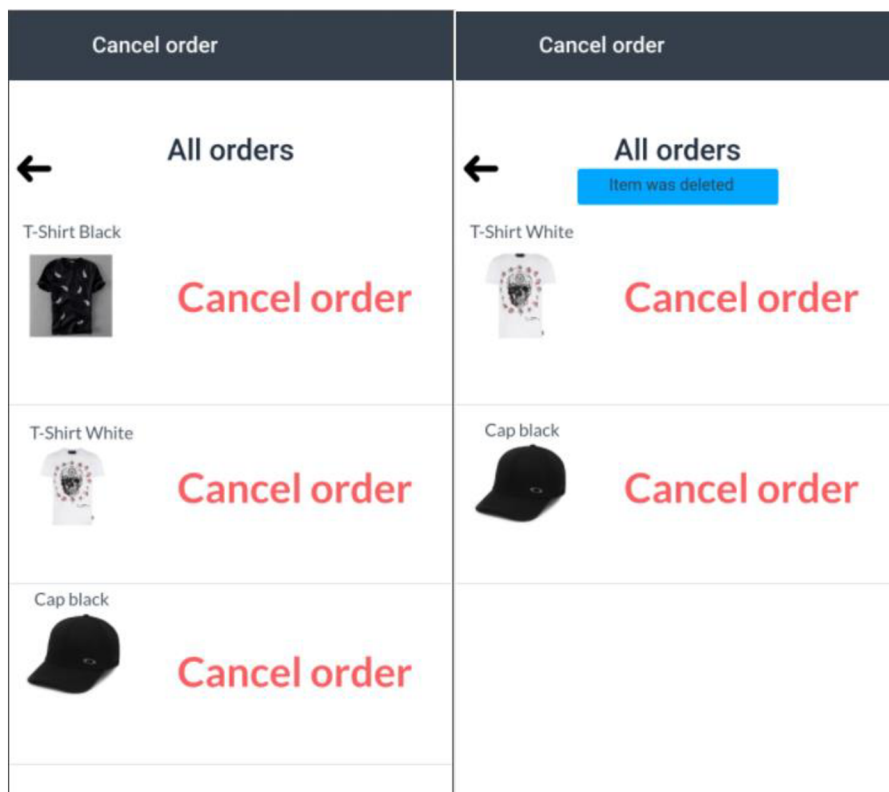 Cancel order
All orders
T-Shirt Black
Cancel order
T-Shirt White
Cancel order
Cap black
Cancel order
Cancel order
All orders
Item was deleted
T-Shirt White
Cancel order
Cap black
Cancel order